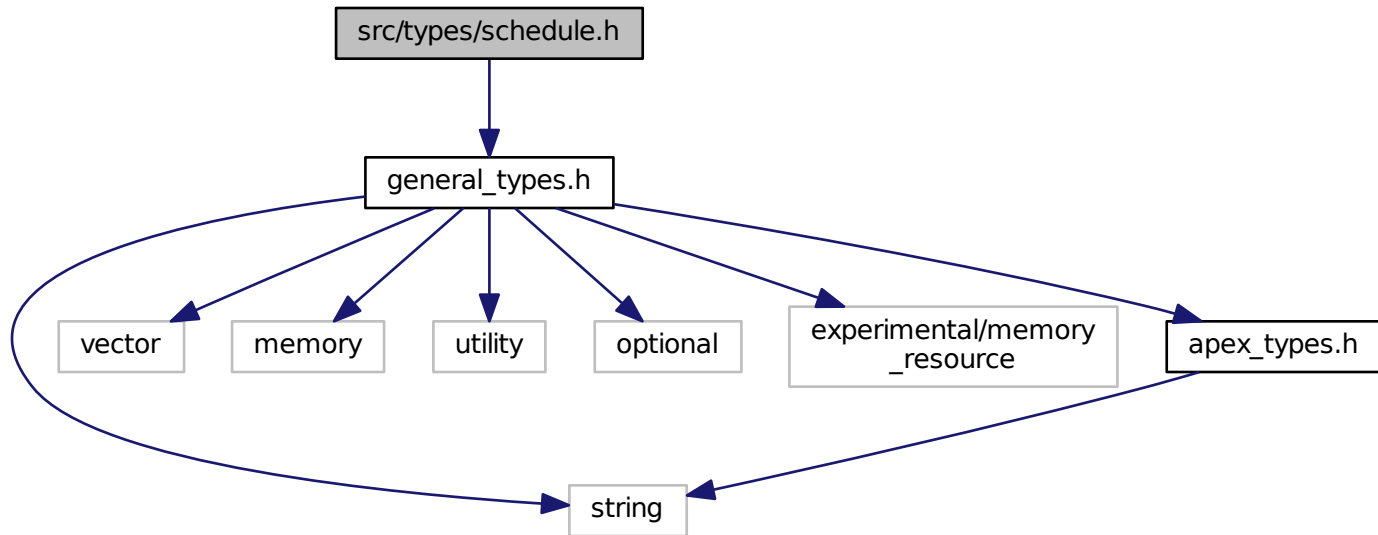 src/types/schedule.h
general_types.h
vector
memory
utility
optional
experimental/memory
_resource
apex_types.h
string